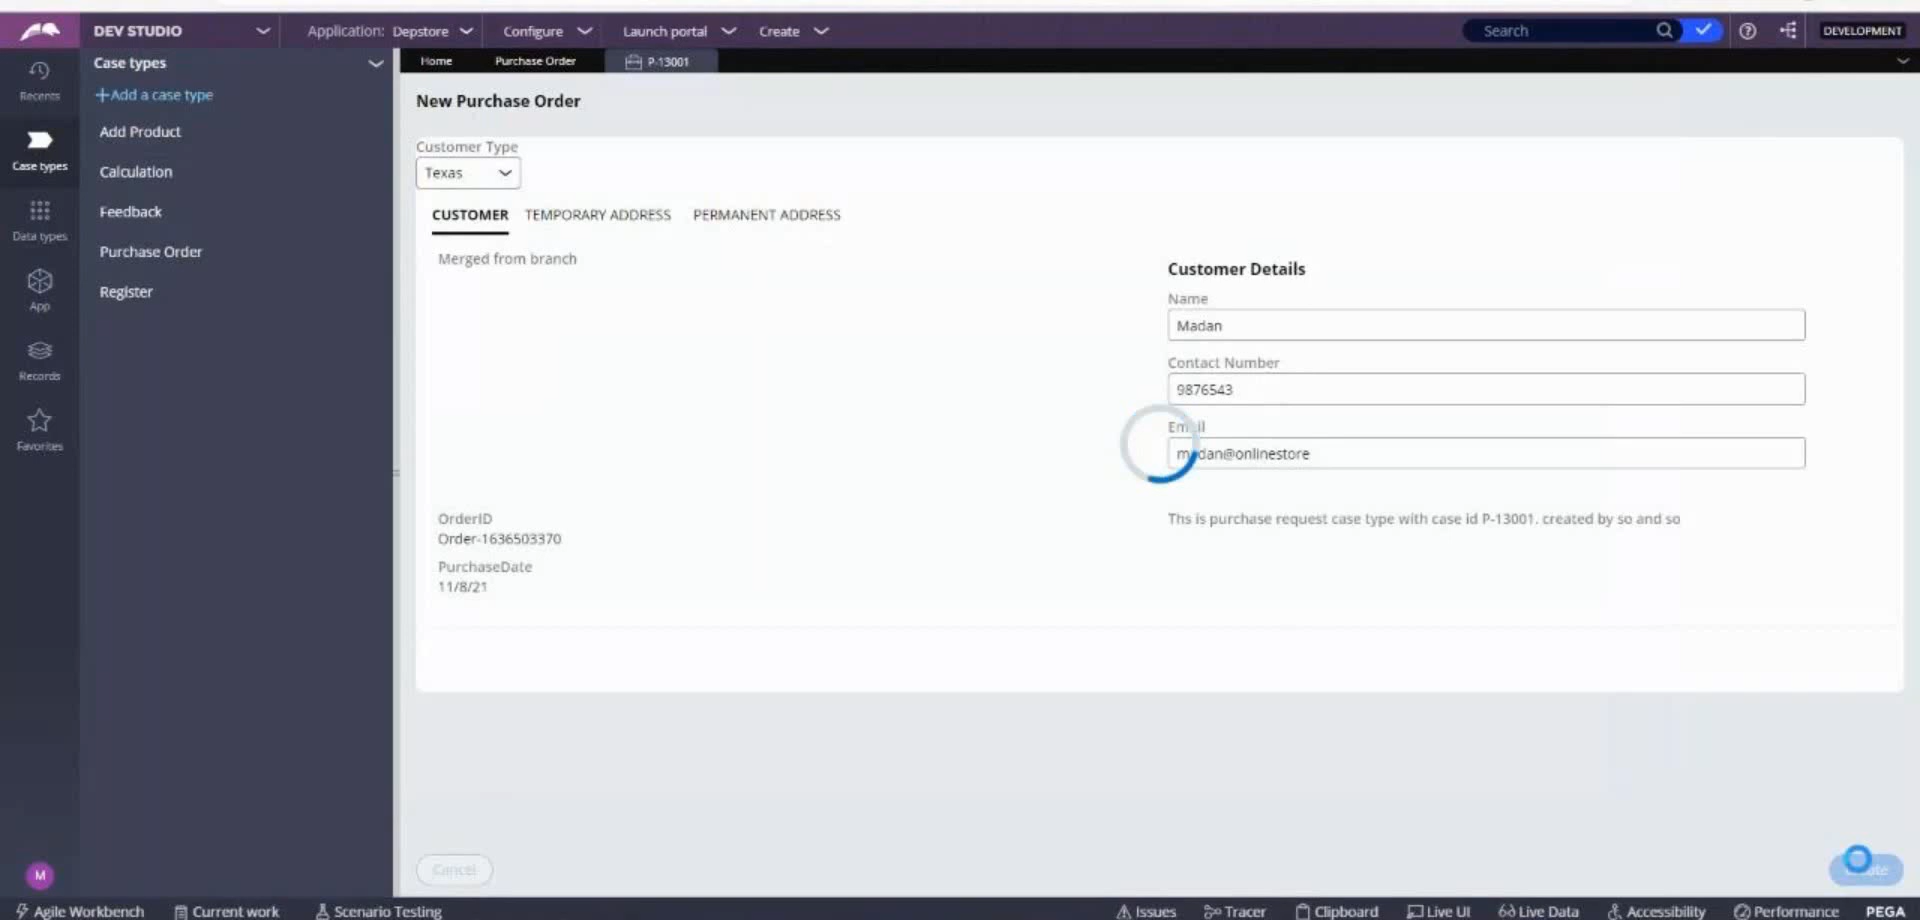 DEV STUDIO
Application: Depstore
Configure
Launch portal
Create
Search
DEVELOPMENT
Recents
Case types
Data types
App
Records
Favorites
M
Case types
+Add a case type
Add Product
Calculation
Feedback
Purchase Order
Register
Home
Purchase Order
P-13001
New Purchase Order
Customer Type
Texas
CUSTOMER
TEMPORARY ADDRESS
PERMANENT ADDRESS
Merged from branch
Customer Details
Name
Madan
Contact Number
9876543
Email
madan@onlinestore
OrderID
Order-1636503370
PurchaseDate
11/8/21
Ths is purchase request case type with case id P-13001. created by so and so
Cancel
Agile Workbench
Current work
Scenario Testing
Issues
Tracer
Clipboard
Live UI
Live Data
Accessibility
Performance
PEGA